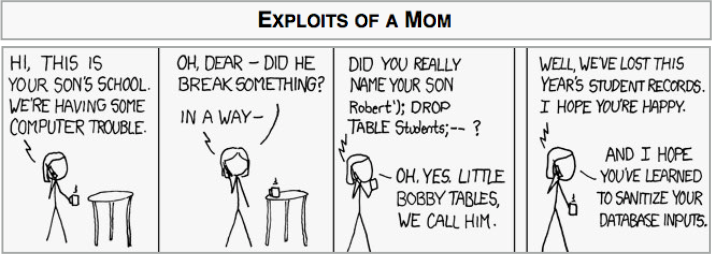 EXPLOITS OF A MOM
HI, THIS IS
YOUR SON'S SCHOOL.
WE'RE HAVING SOME
COMPUTER TROUBLE.
OH, DEAR – DID HE
BREAK SOMETHING?
IN A WAY–
DID YOU REALLY
NAME YOUR SON
Robert'); DROP
TABLE Students;-- ?
OH, YES. LITTLE
BOBBY TABLES,
WE CALL HIM.
WELL, WE'VE LOST THIS
YEAR'S STUDENT RECORDS.
I HOPE YOU'RE HAPPY.
AND I HOPE
YOU'VE LEARNED
TO SANITIZE YOUR
DATABASE INPUTS.